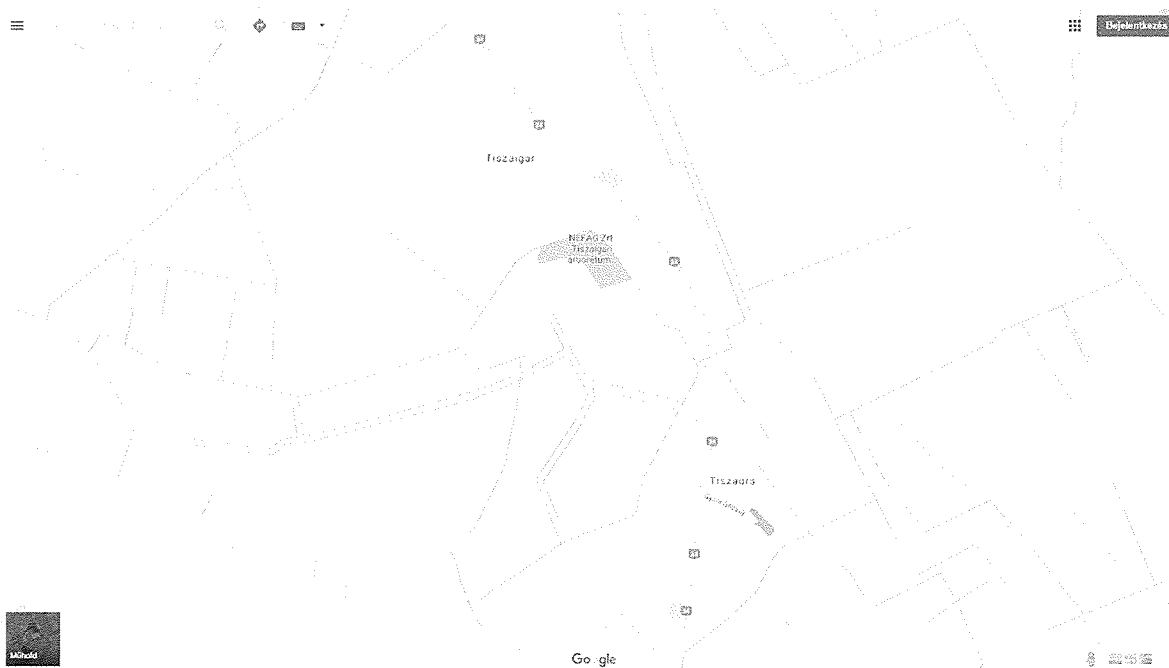 Bejelentkezés
Tiszaigar
NEFAG Zrt
Tiszaigari
arborétum
Tiszaörs
Műhold
Google